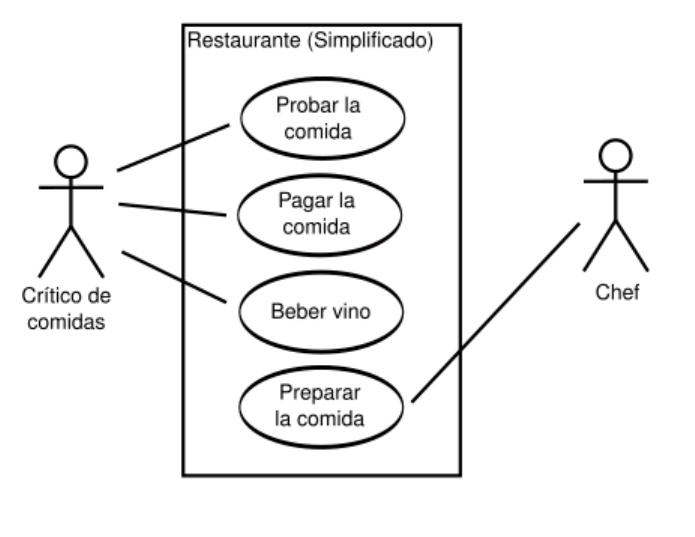 Restaurante (Simplificado)
Probar la
comida
Pagar la
comida
Beber vino
Preparar
la comida
Crítico de
comidas
Chef